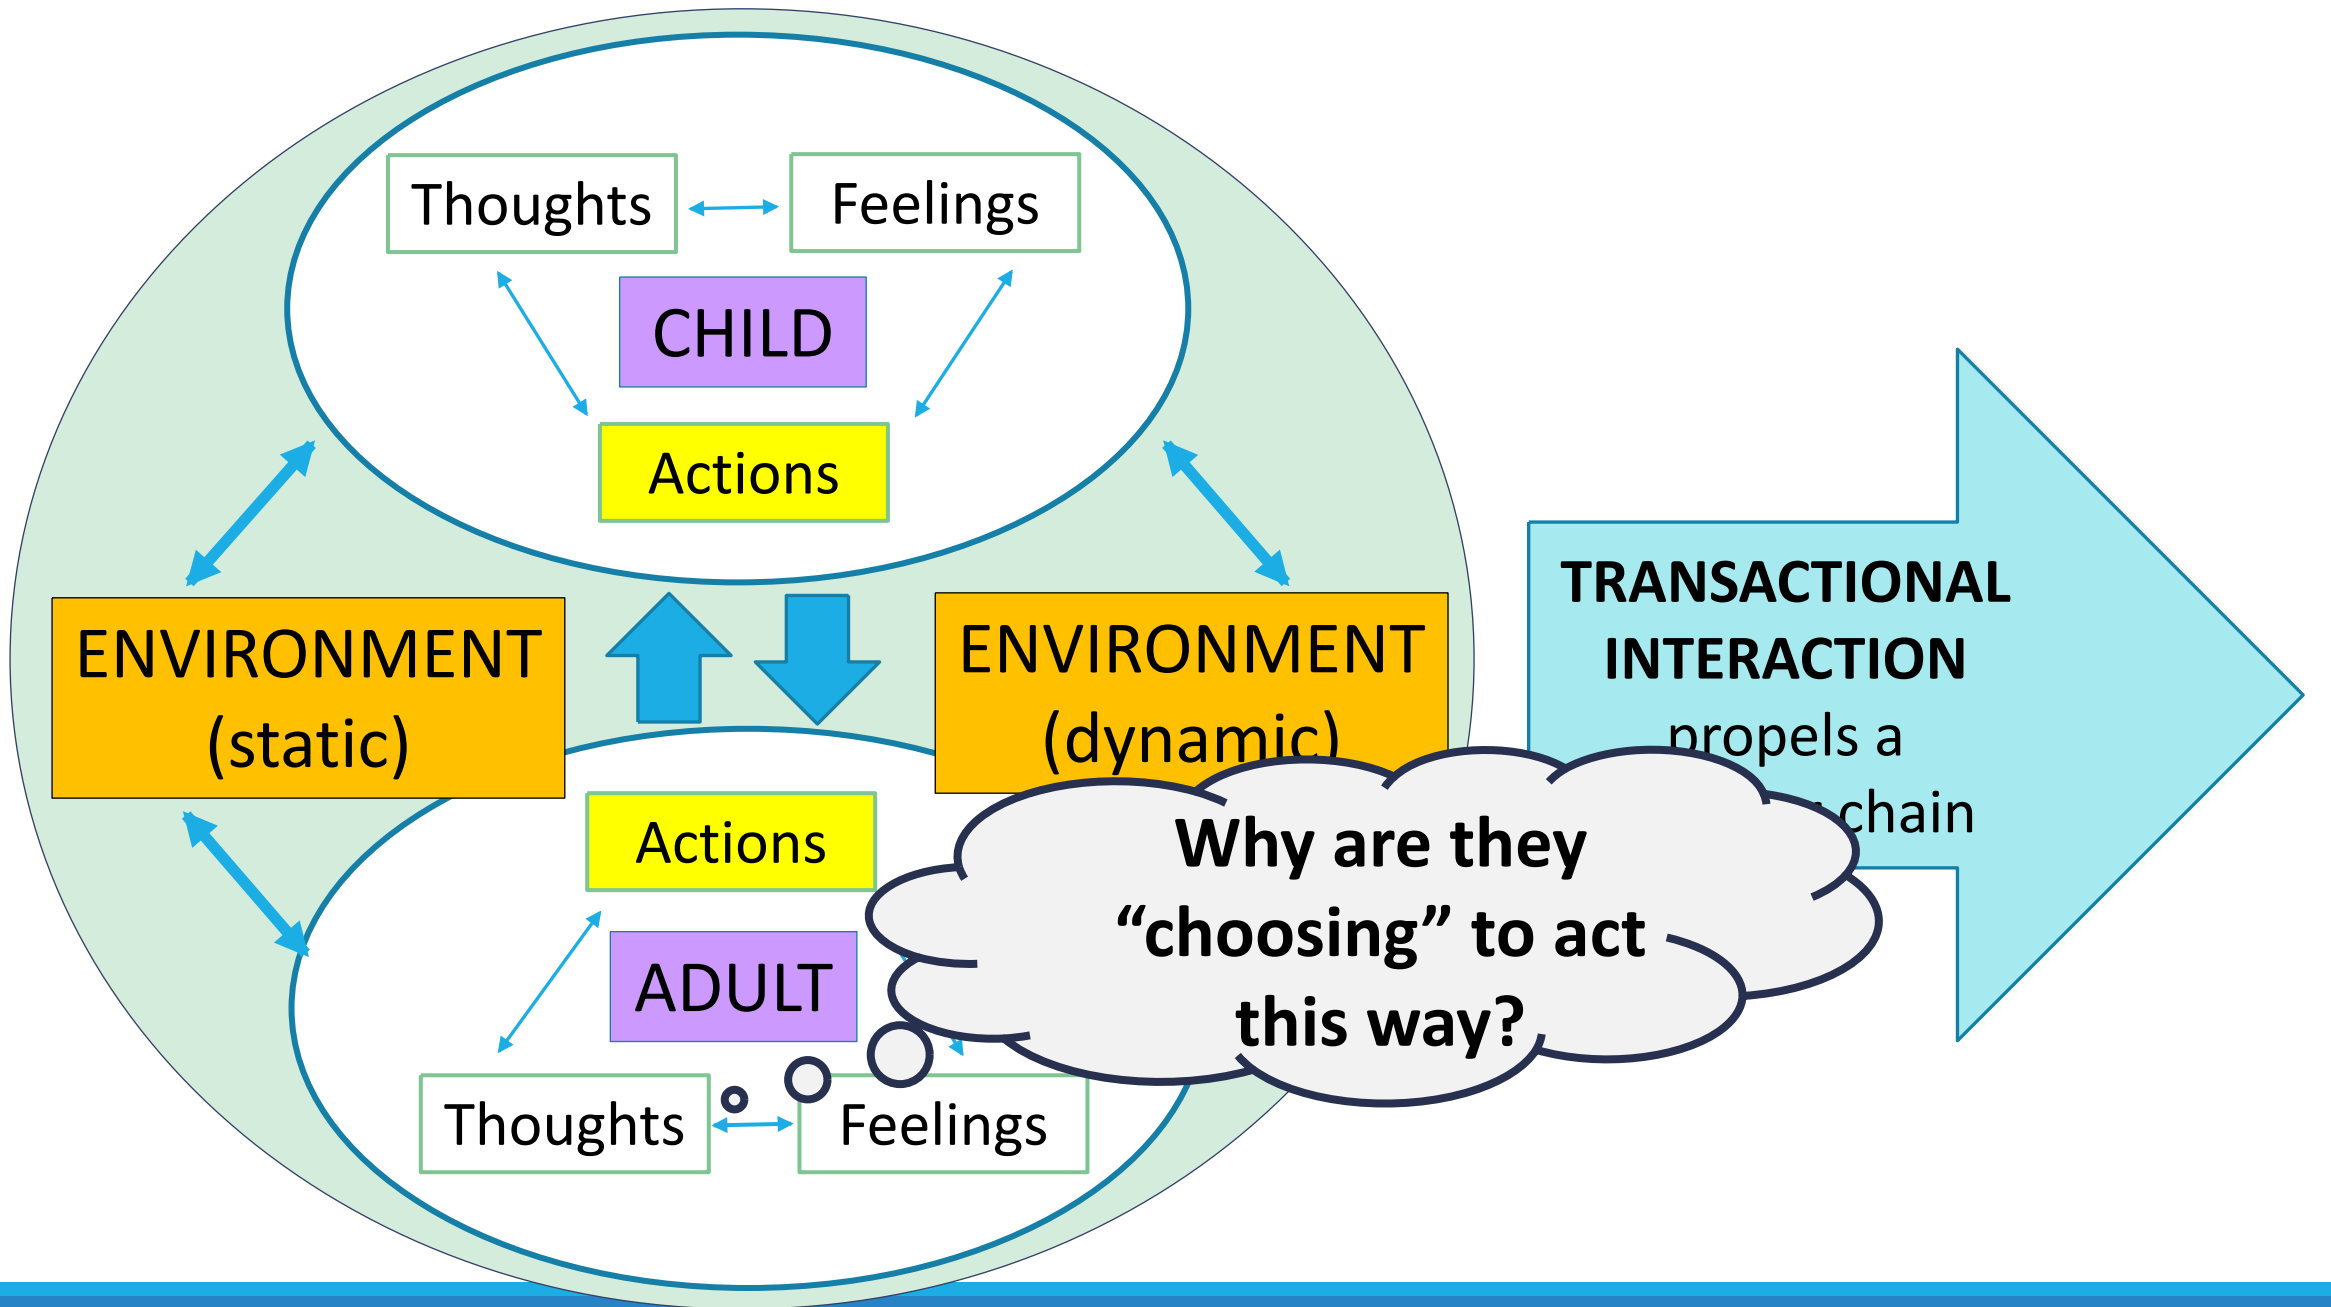 Thoughts
Feelings
CHILD
Actions
ENVIRONMENT
(static)
ENVIRONMENT
(dynamic)
Actions
ADULT
Thoughts
Feelings
Why are they
“choosing” to act
this way?
TRANSACTIONAL
INTERACTION
propels a
chain